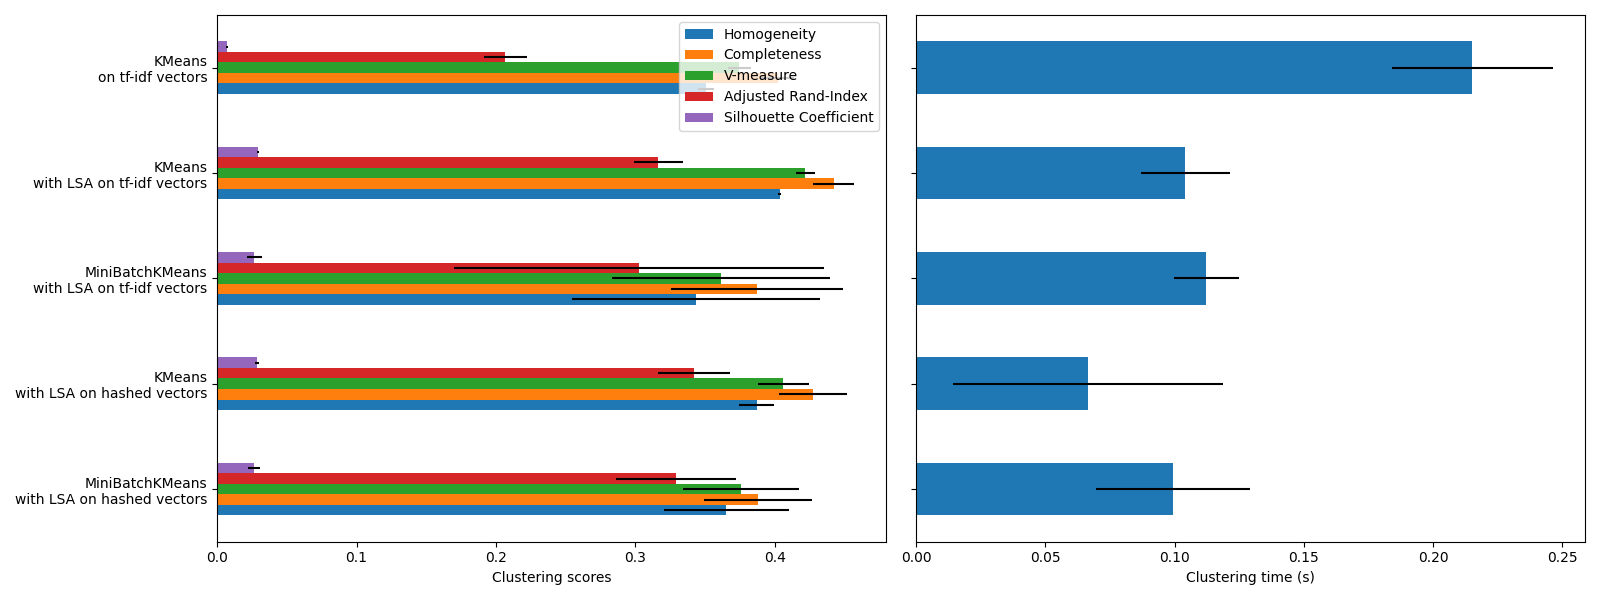 KMeans
on tf-idf vectors
KMeans
with LSA on tf-idf vectors
MiniBatchKMeans
with LSA on tf-idf vectors
KMeans
with LSA on hashed vectors
MiniBatchKMeans
with LSA on hashed vectors
Homogeneity
Completeness
V-measure
Adjusted Rand-Index
Silhouette Coefficient
0.0 0.1 0.2 0.3 0.4
Clustering scores
0.00 0.05 0.10 0.15 0.20 0.25
Clustering time (s)